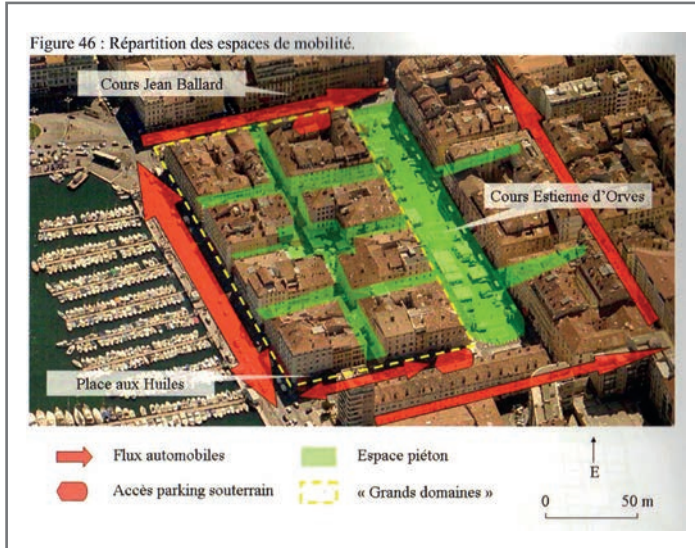 Figure 46 : Répartition des espaces de mobilité.
Cours Jean Ballard
Cours Estienne d'Orves
Place aux Huiles
Flux automobiles
Espace piéton
Accès parking souterrain
« Grands domaines »
E
0 50 m